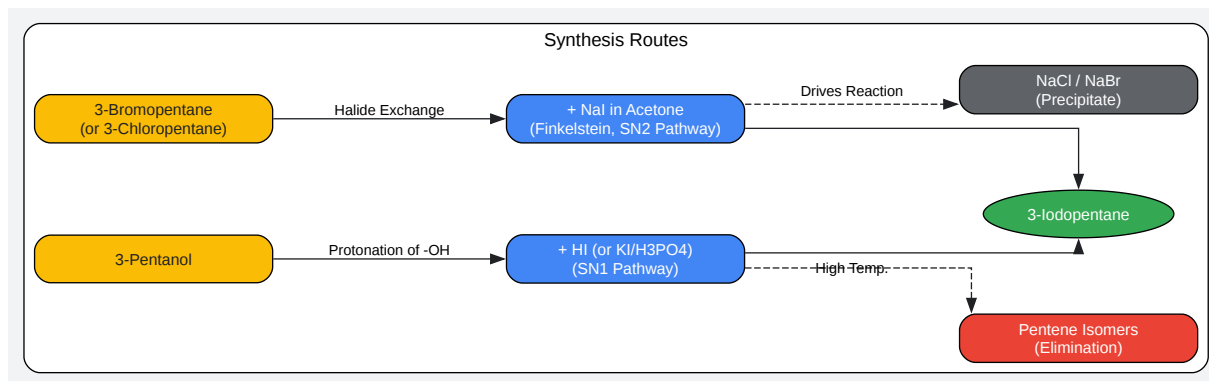 Synthesis Routes
3-Bromopentane
(or 3-Chloropentane)
Halide Exchange
+ NaI in Acetone
(Finkelstein, SN2 Pathway)
Drives Reaction
NaCl / NaBr
(Precipitate)
3-Iodopentane
3-Pentanol
Protonation of -OH
+ HI (or KI/H3PO4)
(SN1 Pathway)
High Temp.
Pentene Isomers
(Elimination)